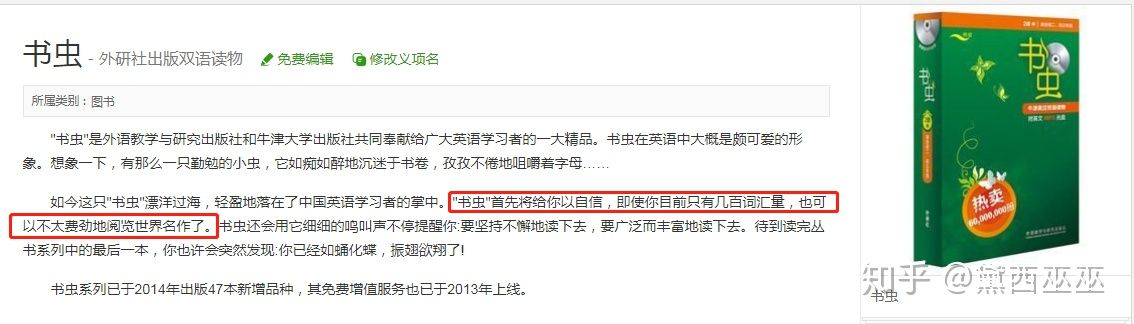 书虫 - 外研社出版双语读物 免费编辑 修改义项名
所属类别 : 图书
"书虫"是外语教学与研究出版社和牛津大学出版社共同奉献给广大英语学习者的一大精品。书虫在英语中大概是颇可爱的形
象。想象一下，有那么一只勤勉的小虫，它如痴如醉地沉迷于书卷，孜孜不倦地咀嚼着字母……
如今这只"书虫"漂洋过海，轻盈地落在了中国英语学习者的掌中。"书虫"首先将给你以自信，即使你目前只有几百词汇量，也可
以不太费劲地阅览世界名作了。书虫还会用它细细的鸣叫声不停提醒你:要坚持不懈地读下去，要广泛而丰富地读下去。待到读完丛
书系列中的最后一本，你也许会突然发现:你已经如蛹化蝶，振翅欲翔了!
书虫系列已于2014年出版47本新增品种，其免费增值服务也已于2013年上线。
书虫
书虫
热卖
60,000,000册
书虫
知乎 @黛西巫巫